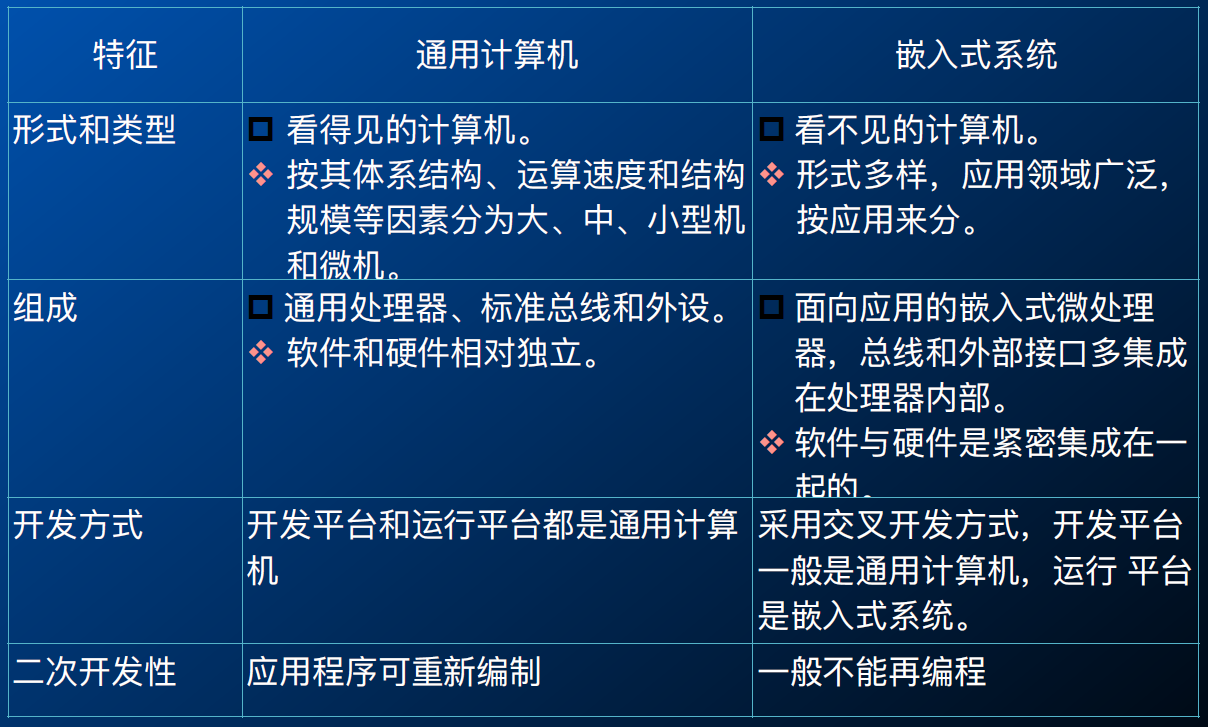 特征
通用计算机
嵌入式系统
形式和类型
看得见的计算机。
按其体系结构、运算速度和结构
规模等因素分为大、中、小型机
和微机。
看不见的计算机。
形式多样，应用领域广泛，
按应用来分。
组成
通用处理器、标准总线和外设。
软件和硬件相对独立。
面向应用的嵌入式微处理
器，总线和外部接口多集成
在处理器内部。
软件与硬件是紧密集成在一
起的。
开发方式
开发平台和运行平台都是通用计算
机
采用交叉开发方式，开发平台
一般是通用计算机，运行 平台
是嵌入式系统。
二次开发性
应用程序可重新编制
一般不能再编程